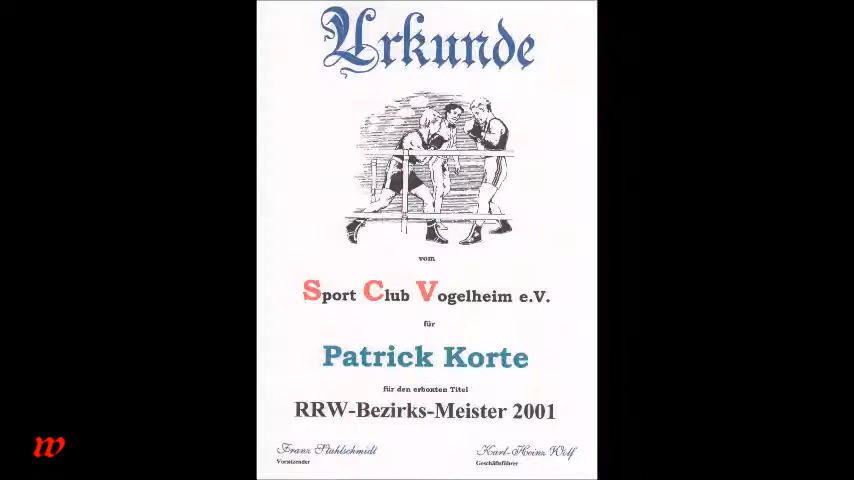 Urkunde
vom
Sport Club Vogelheim e.V.
für
Patrick Korte
für den erboxten Titel
RRW-Bezirks-Meister 2001
Franz Stahlschmidt
Vorsitzender
Karl-Heinz Wolf
Geschäftsführer
w